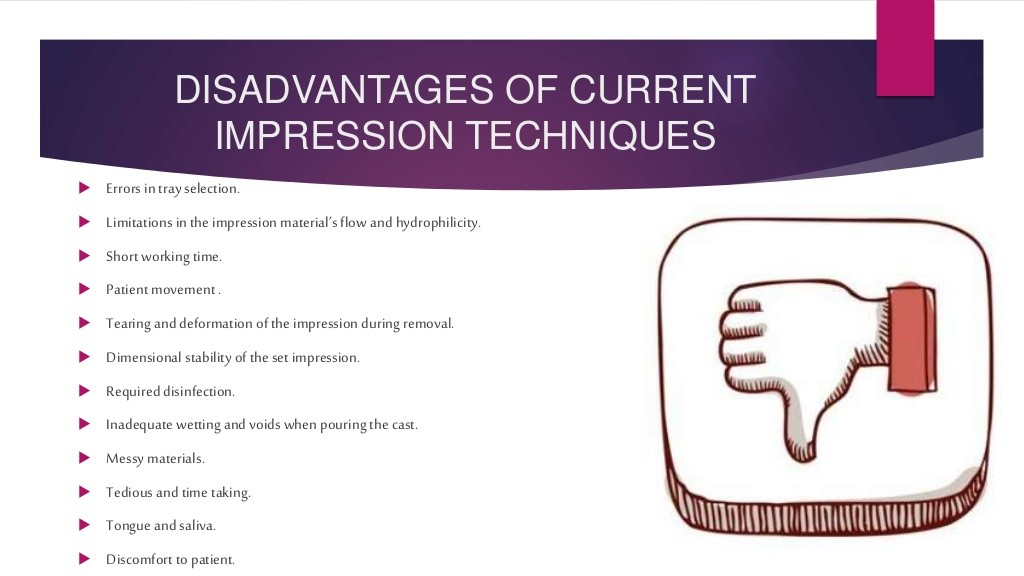 DISADVANTAGES OF CURRENT
IMPRESSION TECHNIQUES
Errors in tray selection.
Limitations in the impression material's flow and hydrophilicity.
Short working time.
Patient movement .
Tearing and deformation of the impression during removal.
Dimensional stability of the set impression.
Required disinfection.
Inadequate wetting and voids when pouring the cast.
Messy materials.
Tedious and time taking.
Tongue and saliva.
Discomfort to patient.